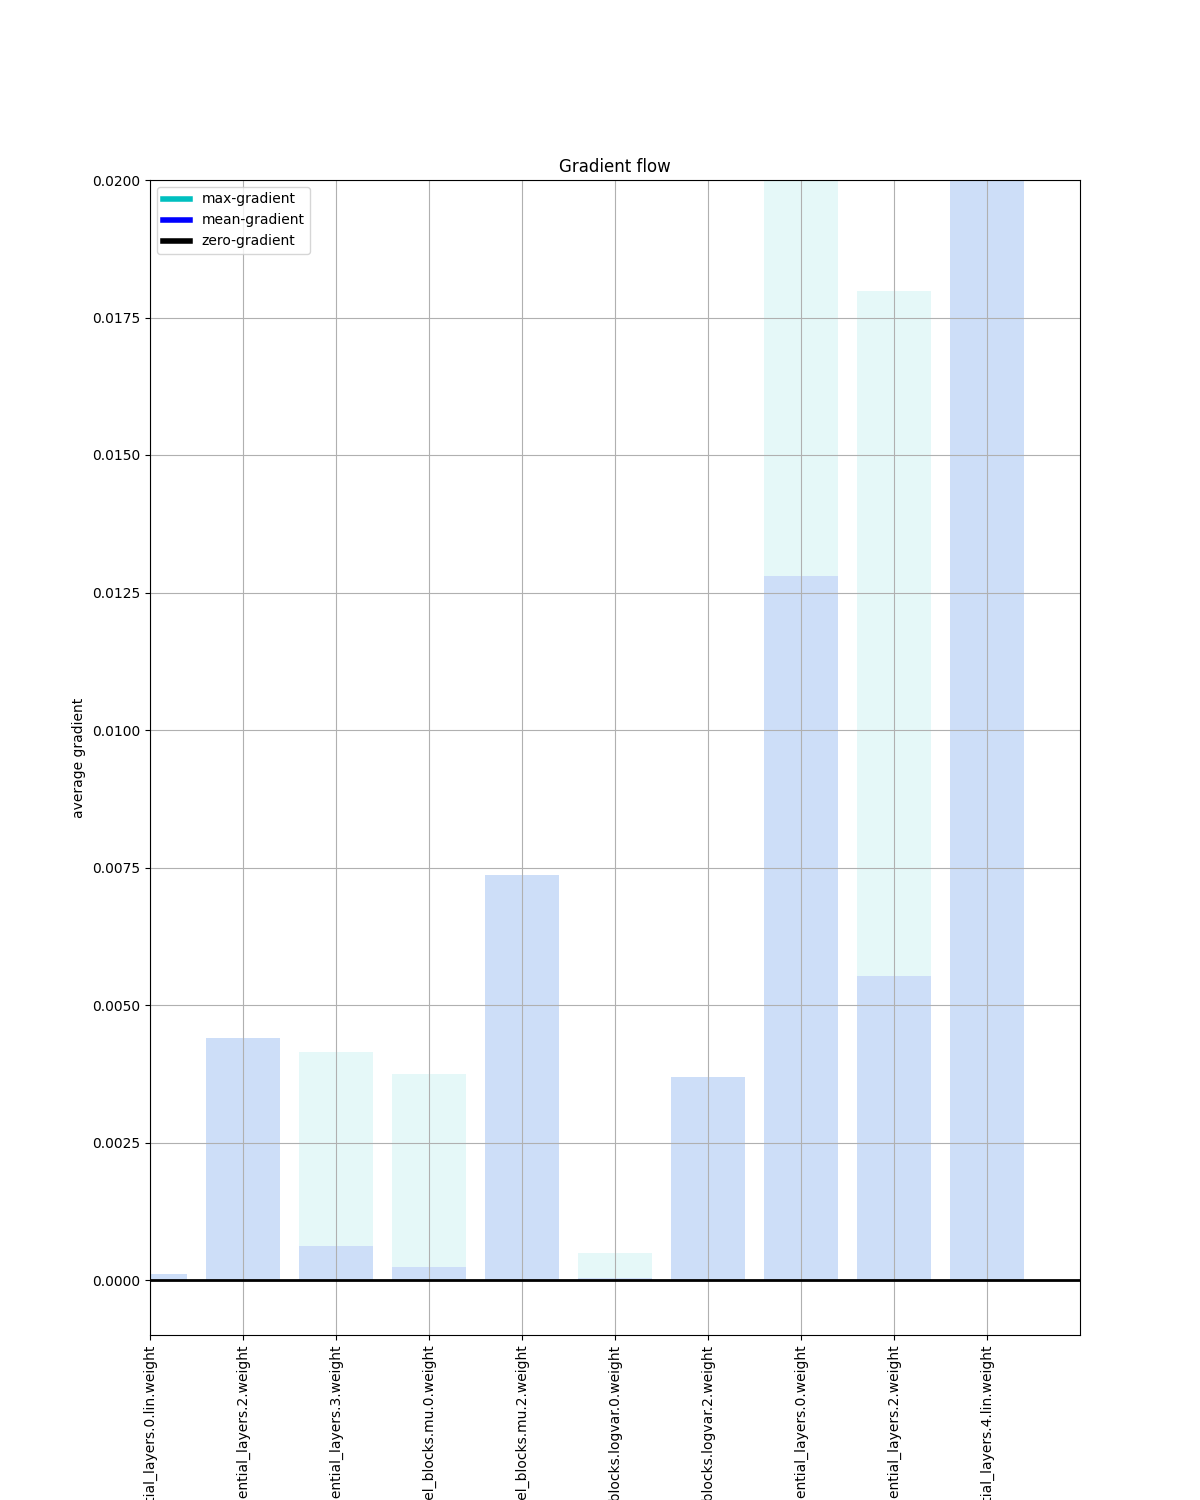 Gradient flow
max-gradient
mean-gradient
zero-gradient
average gradient
0.0200
0.0175
0.0150
0.0125
0.0100
0.0075
0.0050
0.0025
0.0000
tial_layers.0.lin.weight
ential_layers.2.weight
ential_layers.3.weight
el_blocks.mu.0.weight
el_blocks.mu.2.weight
blocks.logvar.0.weight
blocks.logvar.2.weight
ential_layers.0.weight
ential_layers.2.weight
tial_layers.4.lin.weight